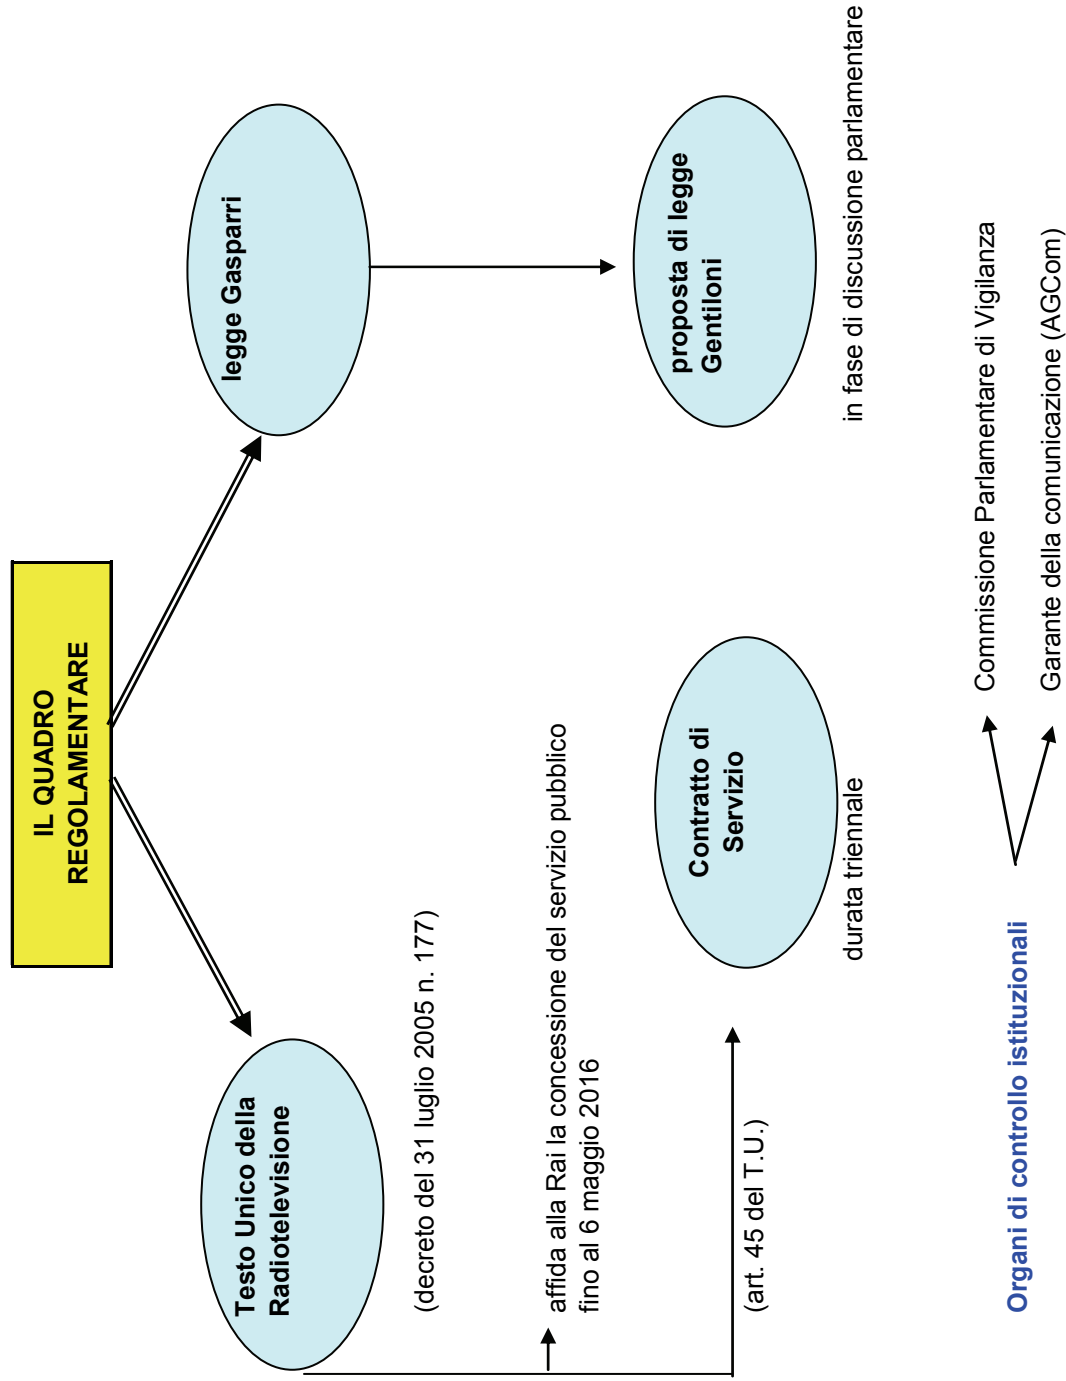 IL QUADRO
REGOLAMENTARE
Testo Unico della
Radiotelevisione
(decreto del 31 luglio 2005 n. 177)
affida alla Rai la concessione del servizio pubblico
fino al 6 maggio 2016
(art. 45 del T.U.)
Contratto di
Servizio
durata triennale
legge Gasparri
proposta di legge
Gentiloni
in fase di discussione parlamentare
Organi di controllo istituzionali
Commissione Parlamentare di Vigilanza
Garante della comunicazione (AGCom)